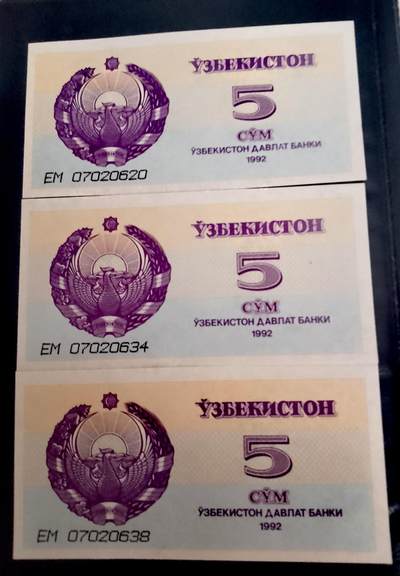 ЎЗБЕКИСТОН
5
СЎМ
ЎЗБЕКИСТОН ДАВЛАТ БАНКИ
1992
ЕМ 07020620
ЎЗБЕКИСТОН
5
СЎМ
ЎЗБЕКИСТОН ДАВЛАТ БАНКИ
1992
ЕМ 07020634
ЎЗБЕКИСТОН
5
СЎМ
ЎЗБЕКИСТОН ДАВЛАТ БАНКИ
1992
ЕМ 07020638